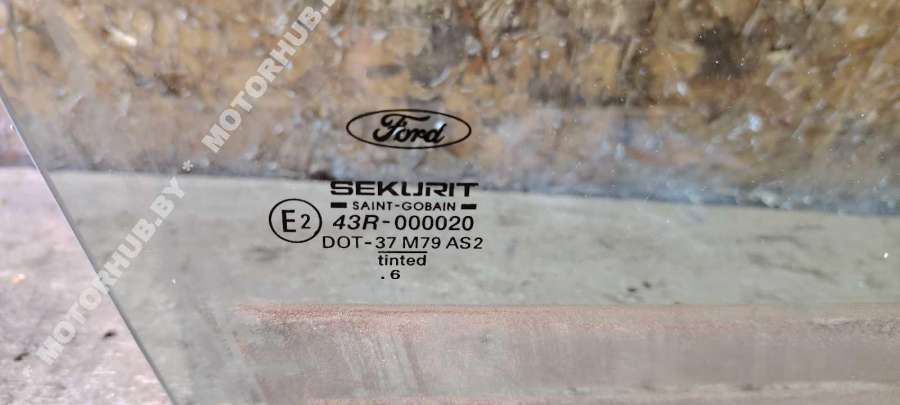 Ford
SEKURIT
SAINT-GOBAIN
E2 43R-000020
DOT-37 M79 AS2
tinted
.6
* MOTORHUB.BY * MOTORHUB.BY